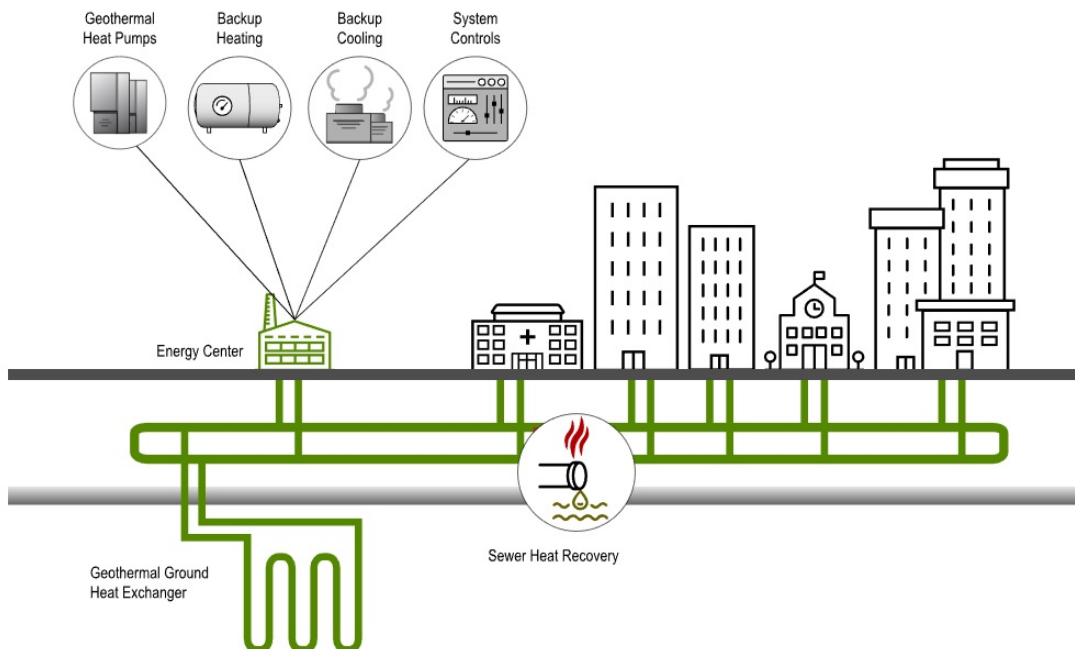 Geothermal
Heat Pumps
Backup
Heating
Backup
Cooling
System
Controls
Energy Center
Sewer Heat Recovery
Geothermal Ground
Heat Exchanger